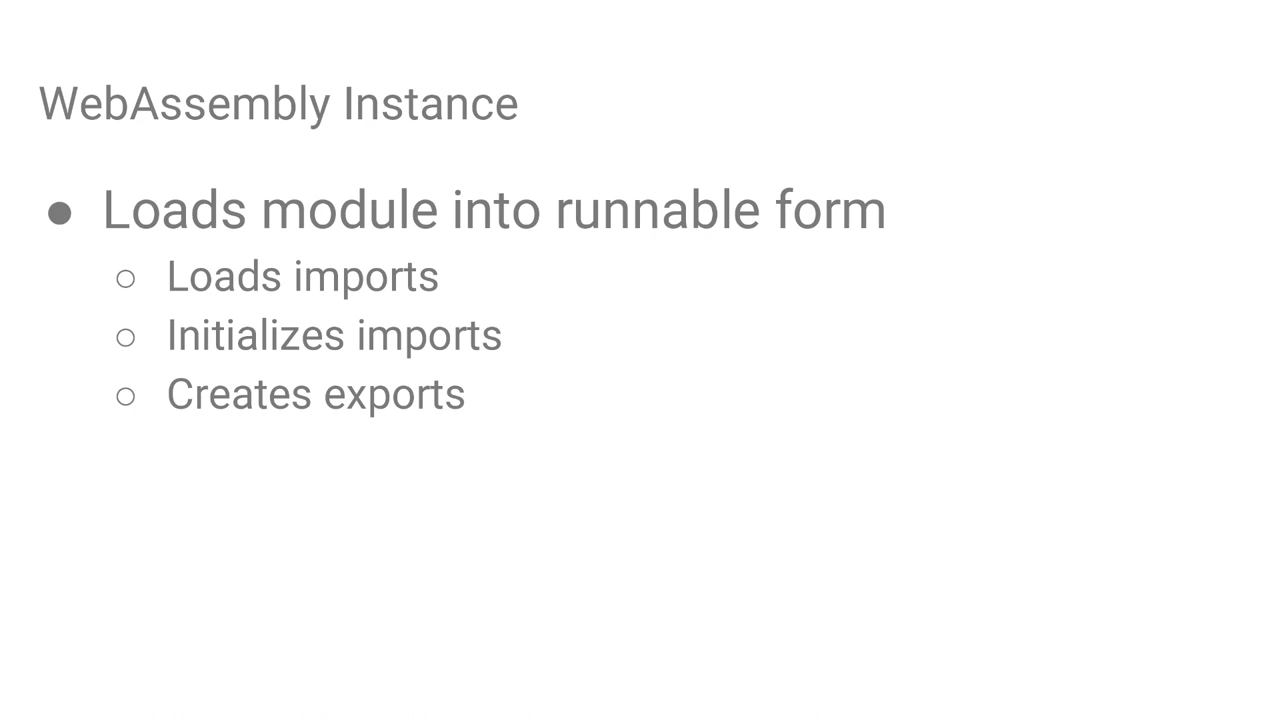 WebAssembly Instance
● Loads module into runnable form
○ Loads imports
○ Initializes imports
○ Creates exports